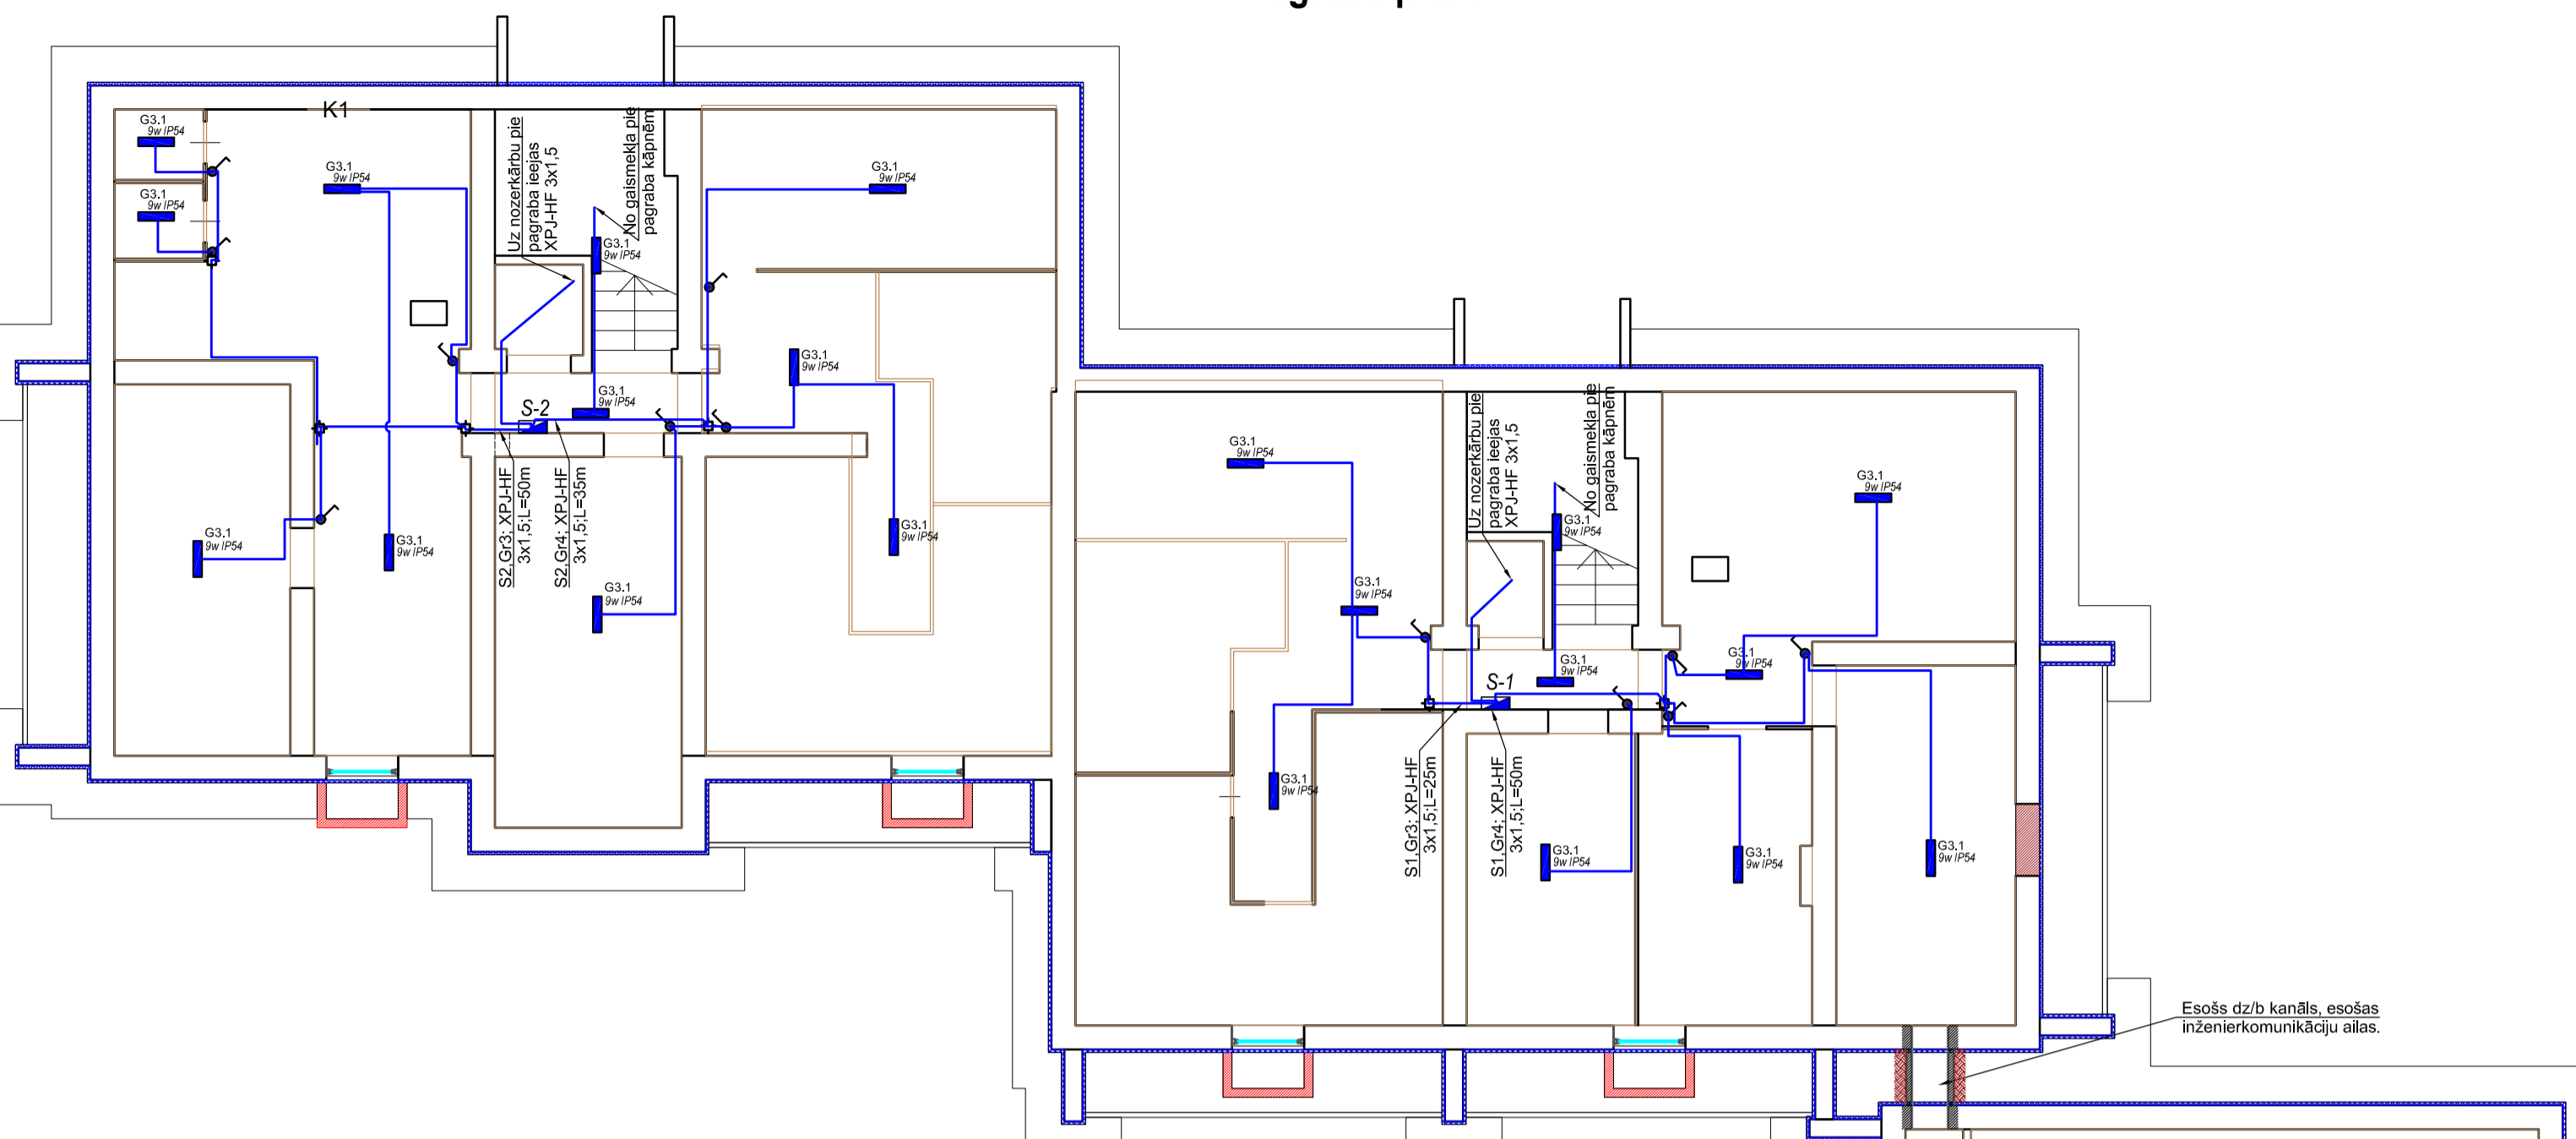 K1
G3.1
9w IP54
G3.1
9w IP54
G3.1
9w IP54
Uz nozerkārbu pie
pagraba ieejas
XPJ-HF 3x1,5
No gaismekļa pie
pagraba kāpnēm
G3.1
9w IP54
G3.1
9w IP54
G3.1
9w IP54
G3.1
9w IP54
S-2
G3.1
9w IP54
G3.1
9w IP54
G3.1
9w IP54
S2,Gr3; XPJ-HF
3x1,5;L=50m
S2,Gr4; XPJ-HF
3x1,5;L=35m
G3.1
9w IP54
G3.1
9w IP54
Uz nozerkārbu pie
pagraba ieejas
XPJ-HF 3x1,5
No gaismekļa pie
pagraba kāpnēm
G3.1
9w IP54
G3.1
9w IP54
G3.1
9w IP54
G3.1
9w IP54
G3.1
9w IP54
S-1
G3.1
9w IP54
G3.1
9w IP54
S1,Gr3; XPJ-HF
3x1,5;L=25m
S1,Gr4; XPJ-HF
3x1,5;L=50m
G3.1
9w IP54
G3.1
9w IP54
G3.1
9w IP54
Esošs dz/b kanāls, esošas
inženierkomunikāciju ailas.